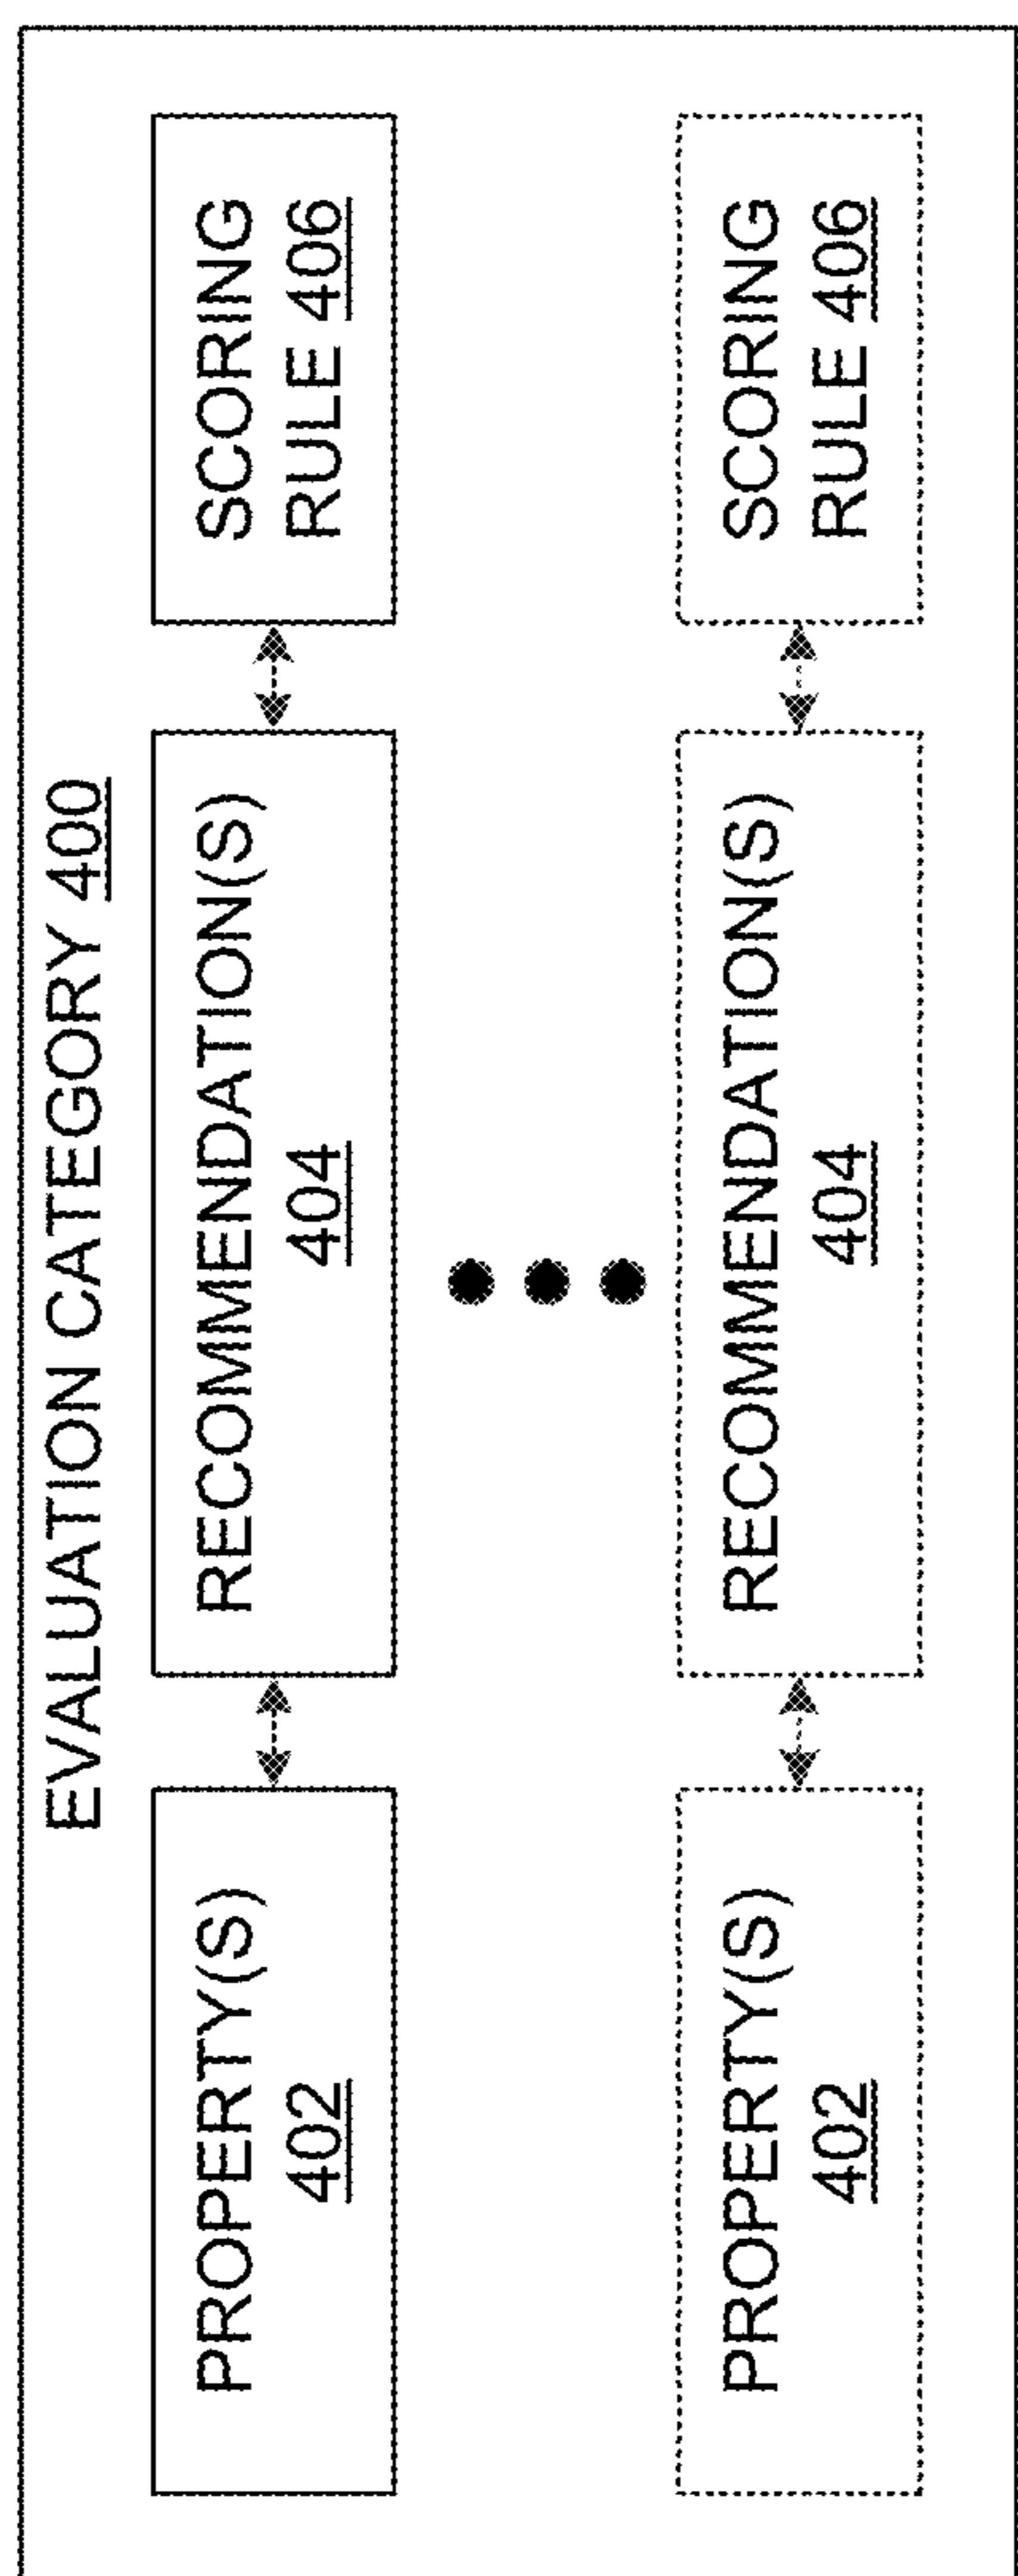 EVALUATION CATEGORY 400
PROPERTY(S)
402
RECOMMENDATION(S)
404
SCORING
RULE 406
PROPERTY(S)
402
RECOMMENDATION(S)
404
SCORING
RULE 406